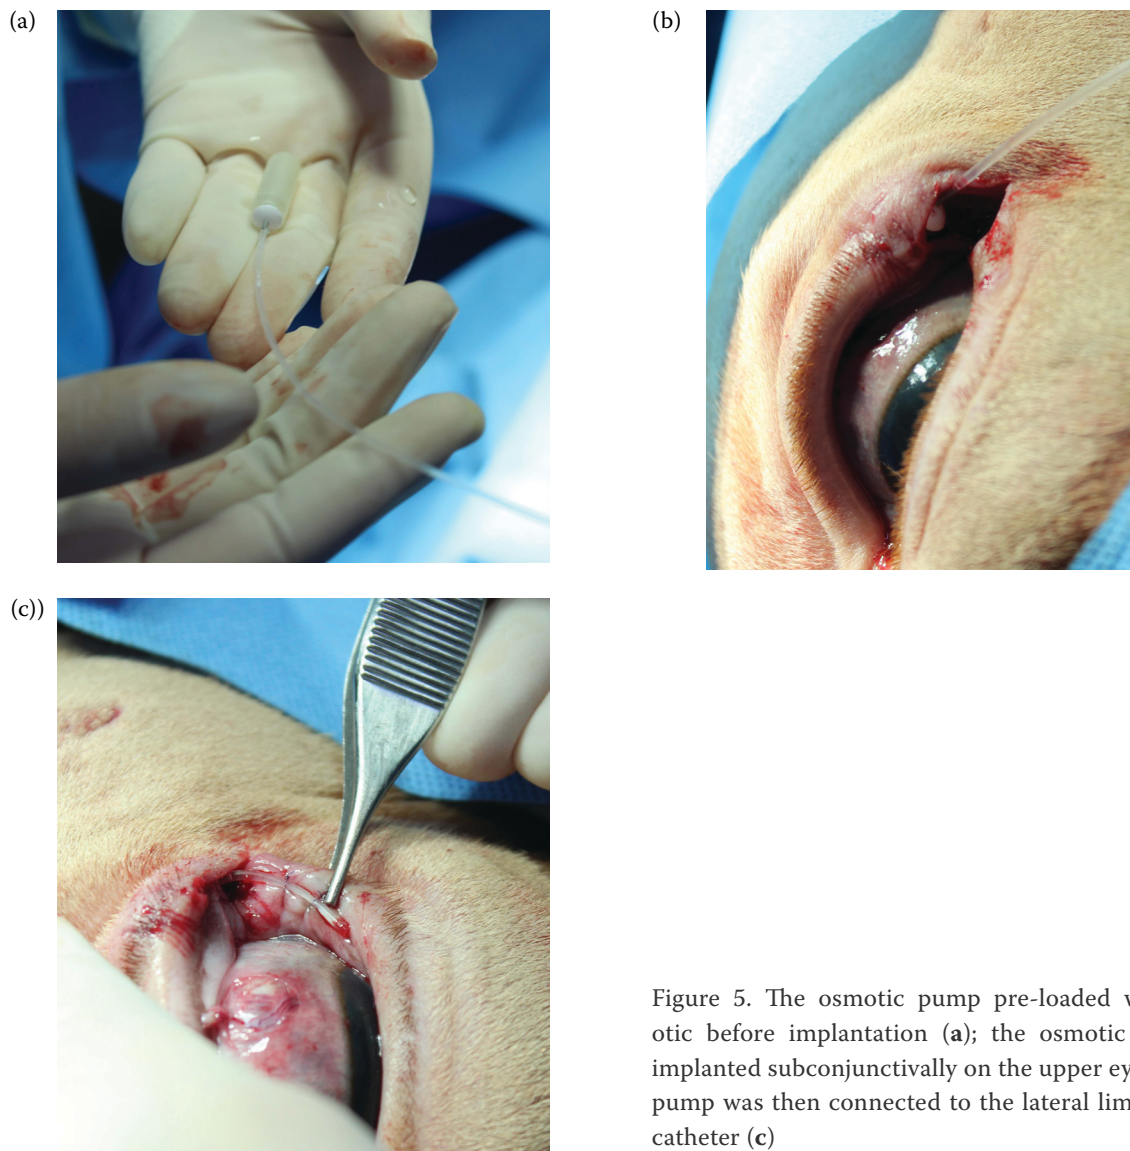 (a)
(b)
(c))
Figure 5. The osmotic pump pre-loaded
otic before implantation (a); the osmotic
implanted subconjunctivally on the upper
pump was then connected to the lateral
catheter (c)